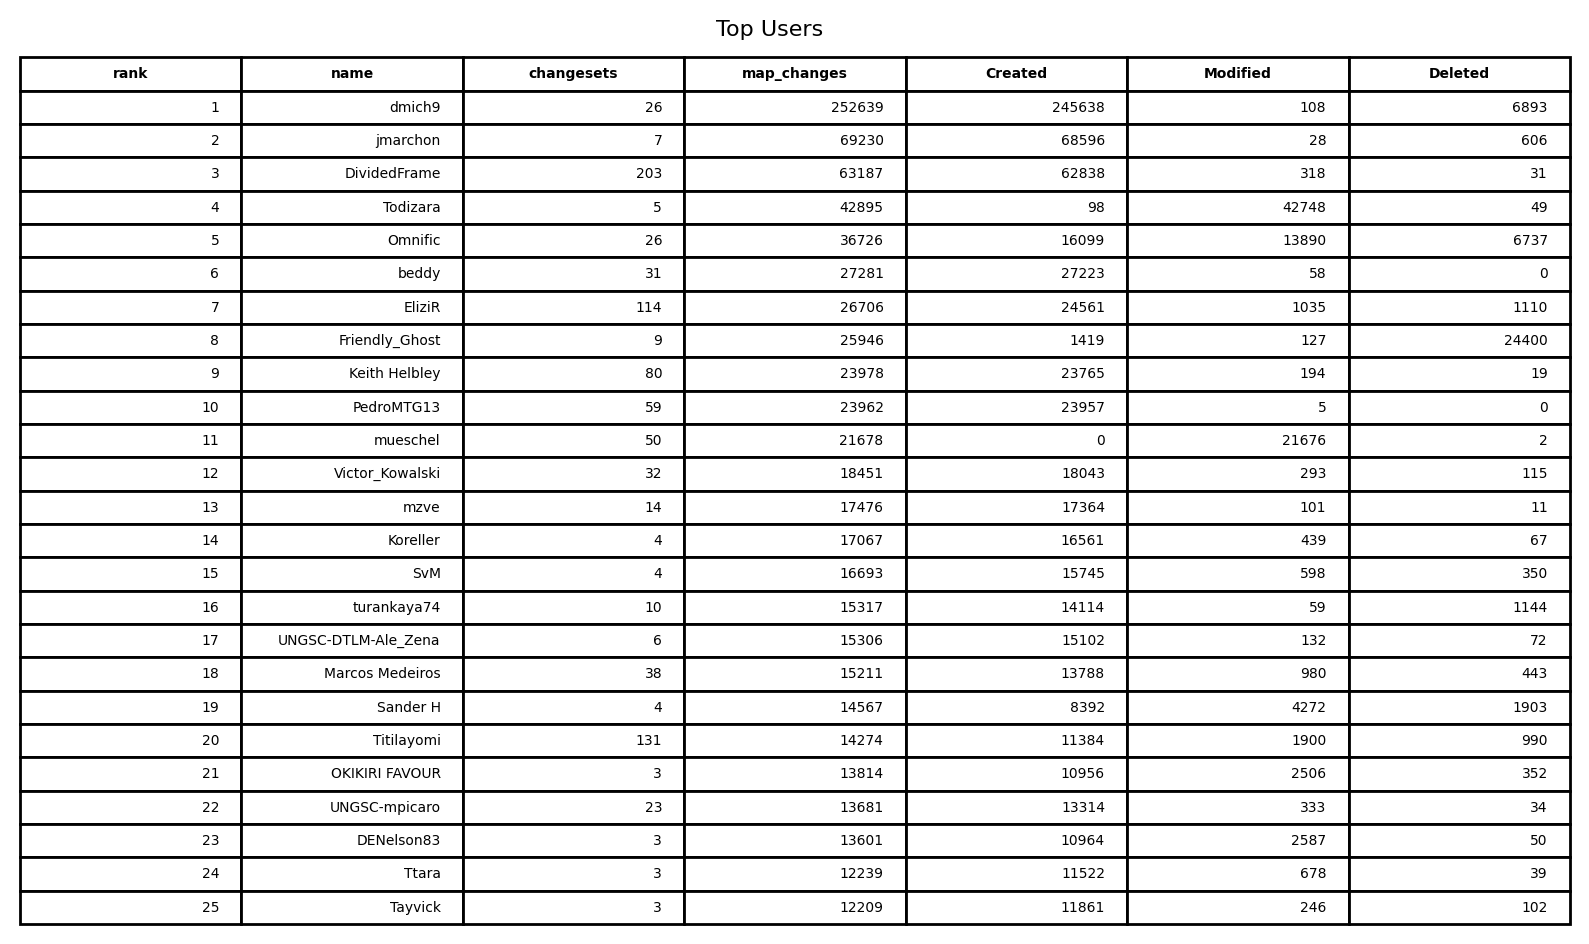 Top Users
rank name changesets map_changes Created Modified Deleted
1 dmich9 26 252639 245638 108 6893
2 jmarchon 7 69230 68596 28 606
3 DividedFrame 203 63187 62838 318 31
4 Todizara 5 42895 98 42748 49
5 Omnific 26 36726 16099 13890 6737
6 beddy 31 27281 27223 58 0
7 EliziR 114 26706 24561 1035 1110
8 Friendly_Ghost 9 25946 1419 127 24400
9 Keith Helbley 80 23978 23765 194 19
10 PedroMTG13 59 23962 23957 5 0
11 mueschel 50 21678 0 21676 2
12 Victor_Kowalski 32 18451 18043 293 115
13 mzve 14 17476 17364 101 11
14 Koreller 4 17067 16561 439 67
15 SvM 4 16693 15745 598 350
16 turankaya74 10 15317 14114 59 1144
17 UNGSC-DTLM-Ale_Zena 6 15306 15102 132 72
18 Marcos Medeiros 38 15211 13788 980 443
19 Sander H 4 14567 8392 4272 1903
20 Titilayomi 131 14274 11384 1900 990
21 OKIKIRI FAVOUR 3 13814 10956 2506 352
22 UNGSC-mpicaro 23 13681 13314 333 34
23 DENelson83 3 13601 10964 2587 50
24 Ttara 3 12239 11522 678 39
25 Tayvick 3 12209 11861 246 102